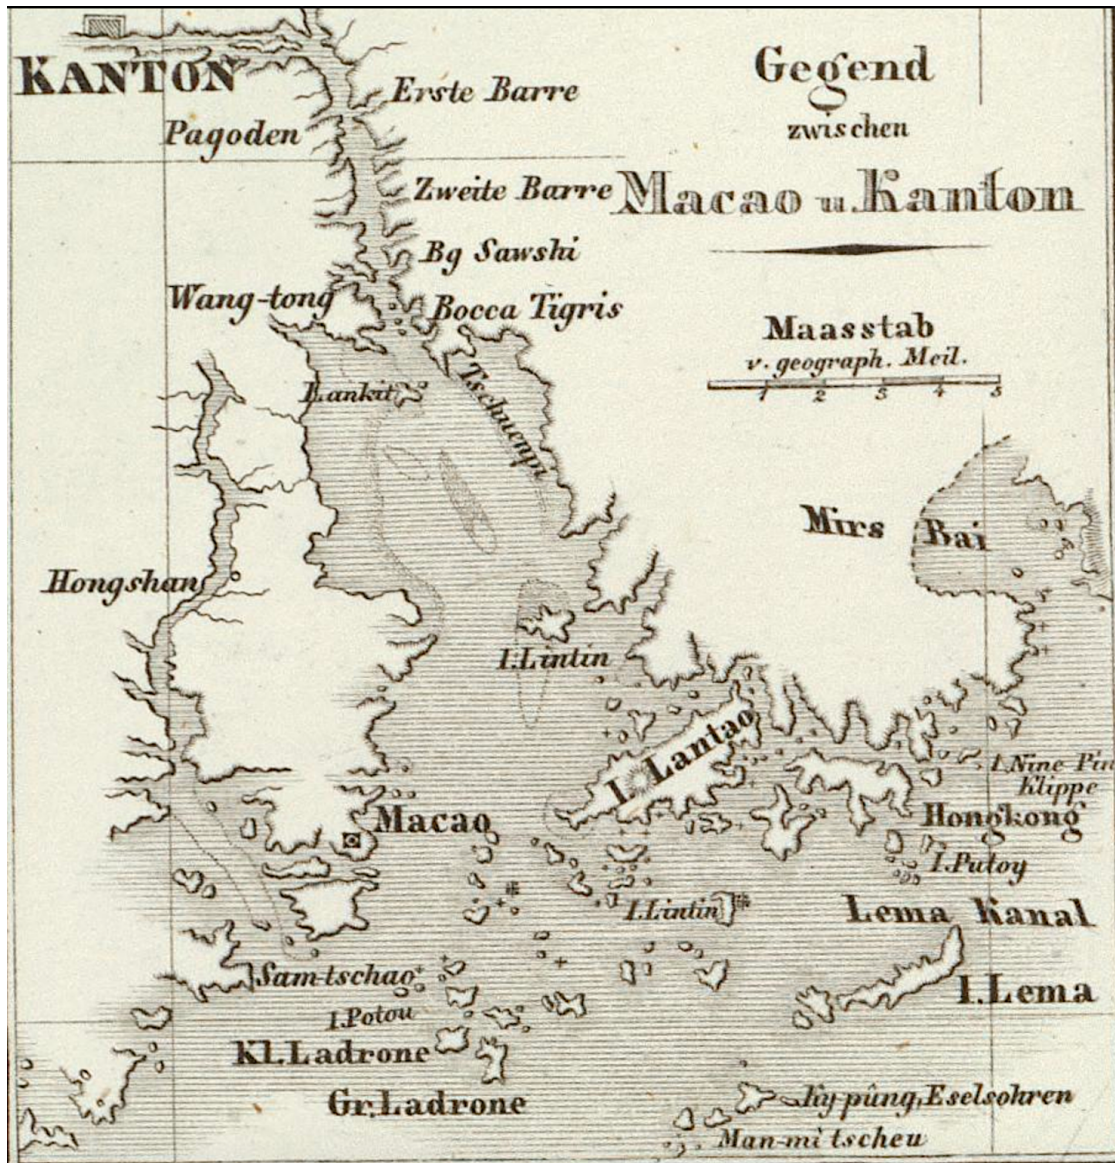 KANTON
Gegend
zwischen
Macao u. Kanton
Erste Barre
Pagoden
Zweite Barre
Bg Sawshi
Wang-tong
Bocca Tigris
Maasstab
v. geograph. Meil.
1 2 3 4 5
Lankit
Tschuenpi
Mirs Bai
Hongshan
I. Lintin
I. Lantao
I. Nine Pin
Klippe
Macao
Hongkong
I. Putoy
I. Lintin
Lema Kanal
Sam-tschao
I. Lema
I. Potou
Kl. Ladrone
Gr. Ladrone
Ky-pûng, Eselsohren
Man-mi tscheu